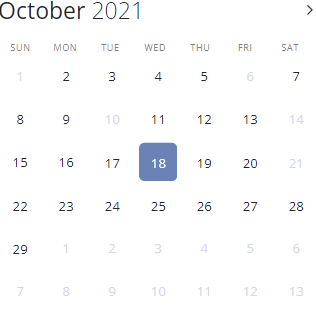 October 2021
SUN MON TUE WED THU FRI SAT
1 2 3 4 5 6 7
8 9 10 11 12 13 14
15 16 17 18 19 20 21
22 23 24 25 26 27 28
29 1 2 3 4 5 6
7 8 9 10 11 12 13